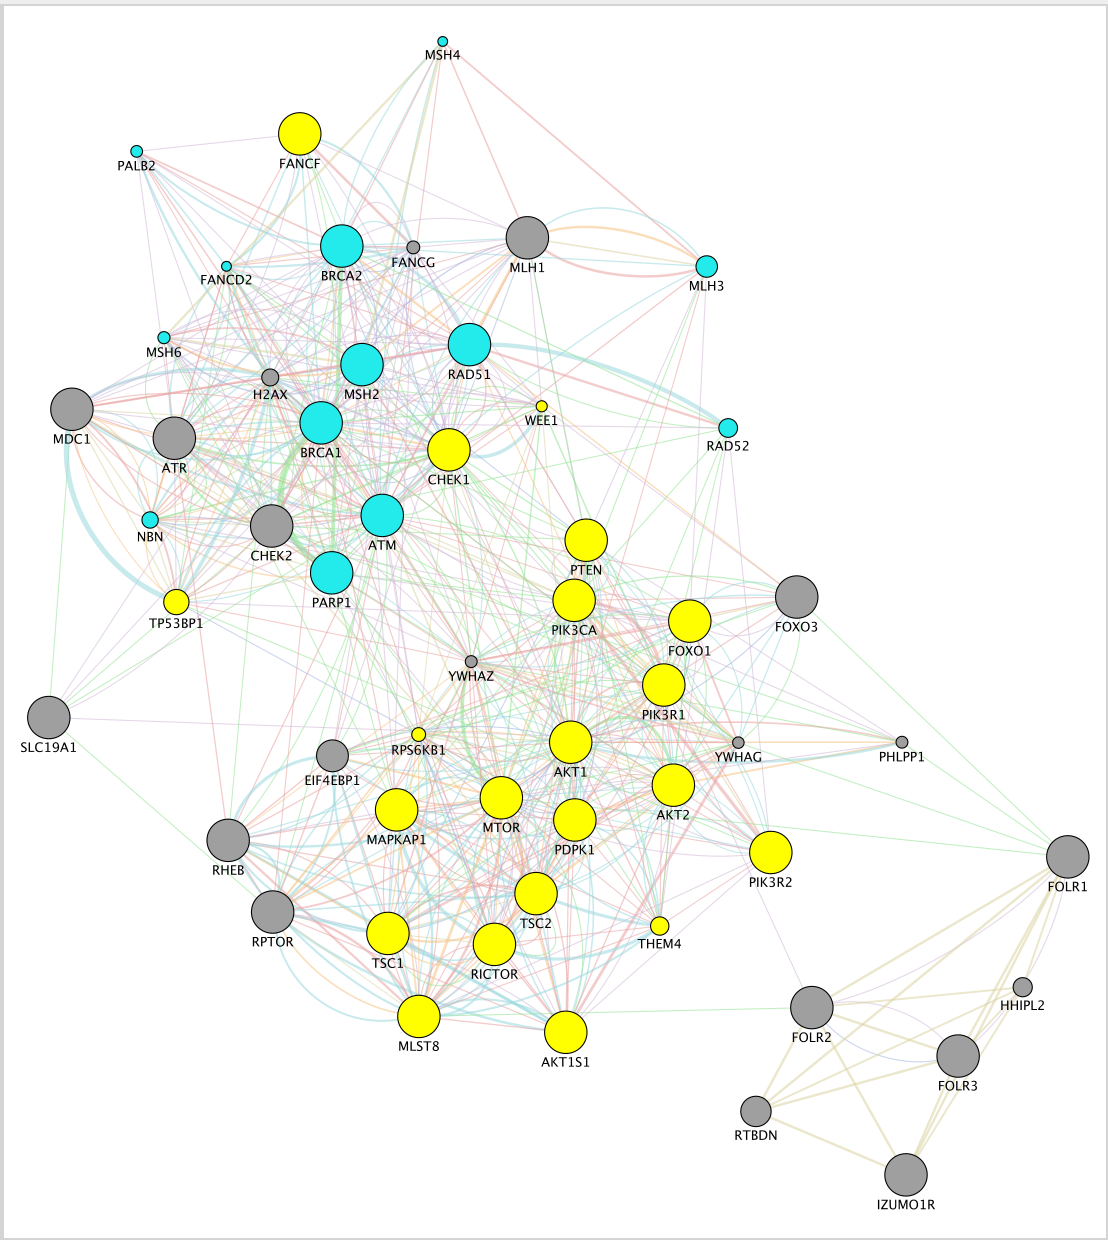 MSH4
FANCF
PALB2
BRCA2
FANCG
MLH1
FANCD2
MLH3
MSH6
H2AX
MSH2
RAD51
WEE1
MDC1
ATR
BRCA1
CHEK1
RAD52
NBN
CHEK2
ATM
PTEN
PARP1
TP53BP1
PIK3CA
FOXO3
FOXO1
YWHAZ
PIK3R1
SLC19A1
RPS6KB1
EIF4EBP1
AKT1
YWHAG
PHLPP1
MAPKAP1
MTOR
AKT2
PDPK1
RHEB
PIK3R2
FOLR1
TSC2
RPTOR
TSC1
RICTOR
THEM4
HHIPL2
FOLR2
MLST8
AKT1S1
FOLR3
RTBDN
IZUMO1R